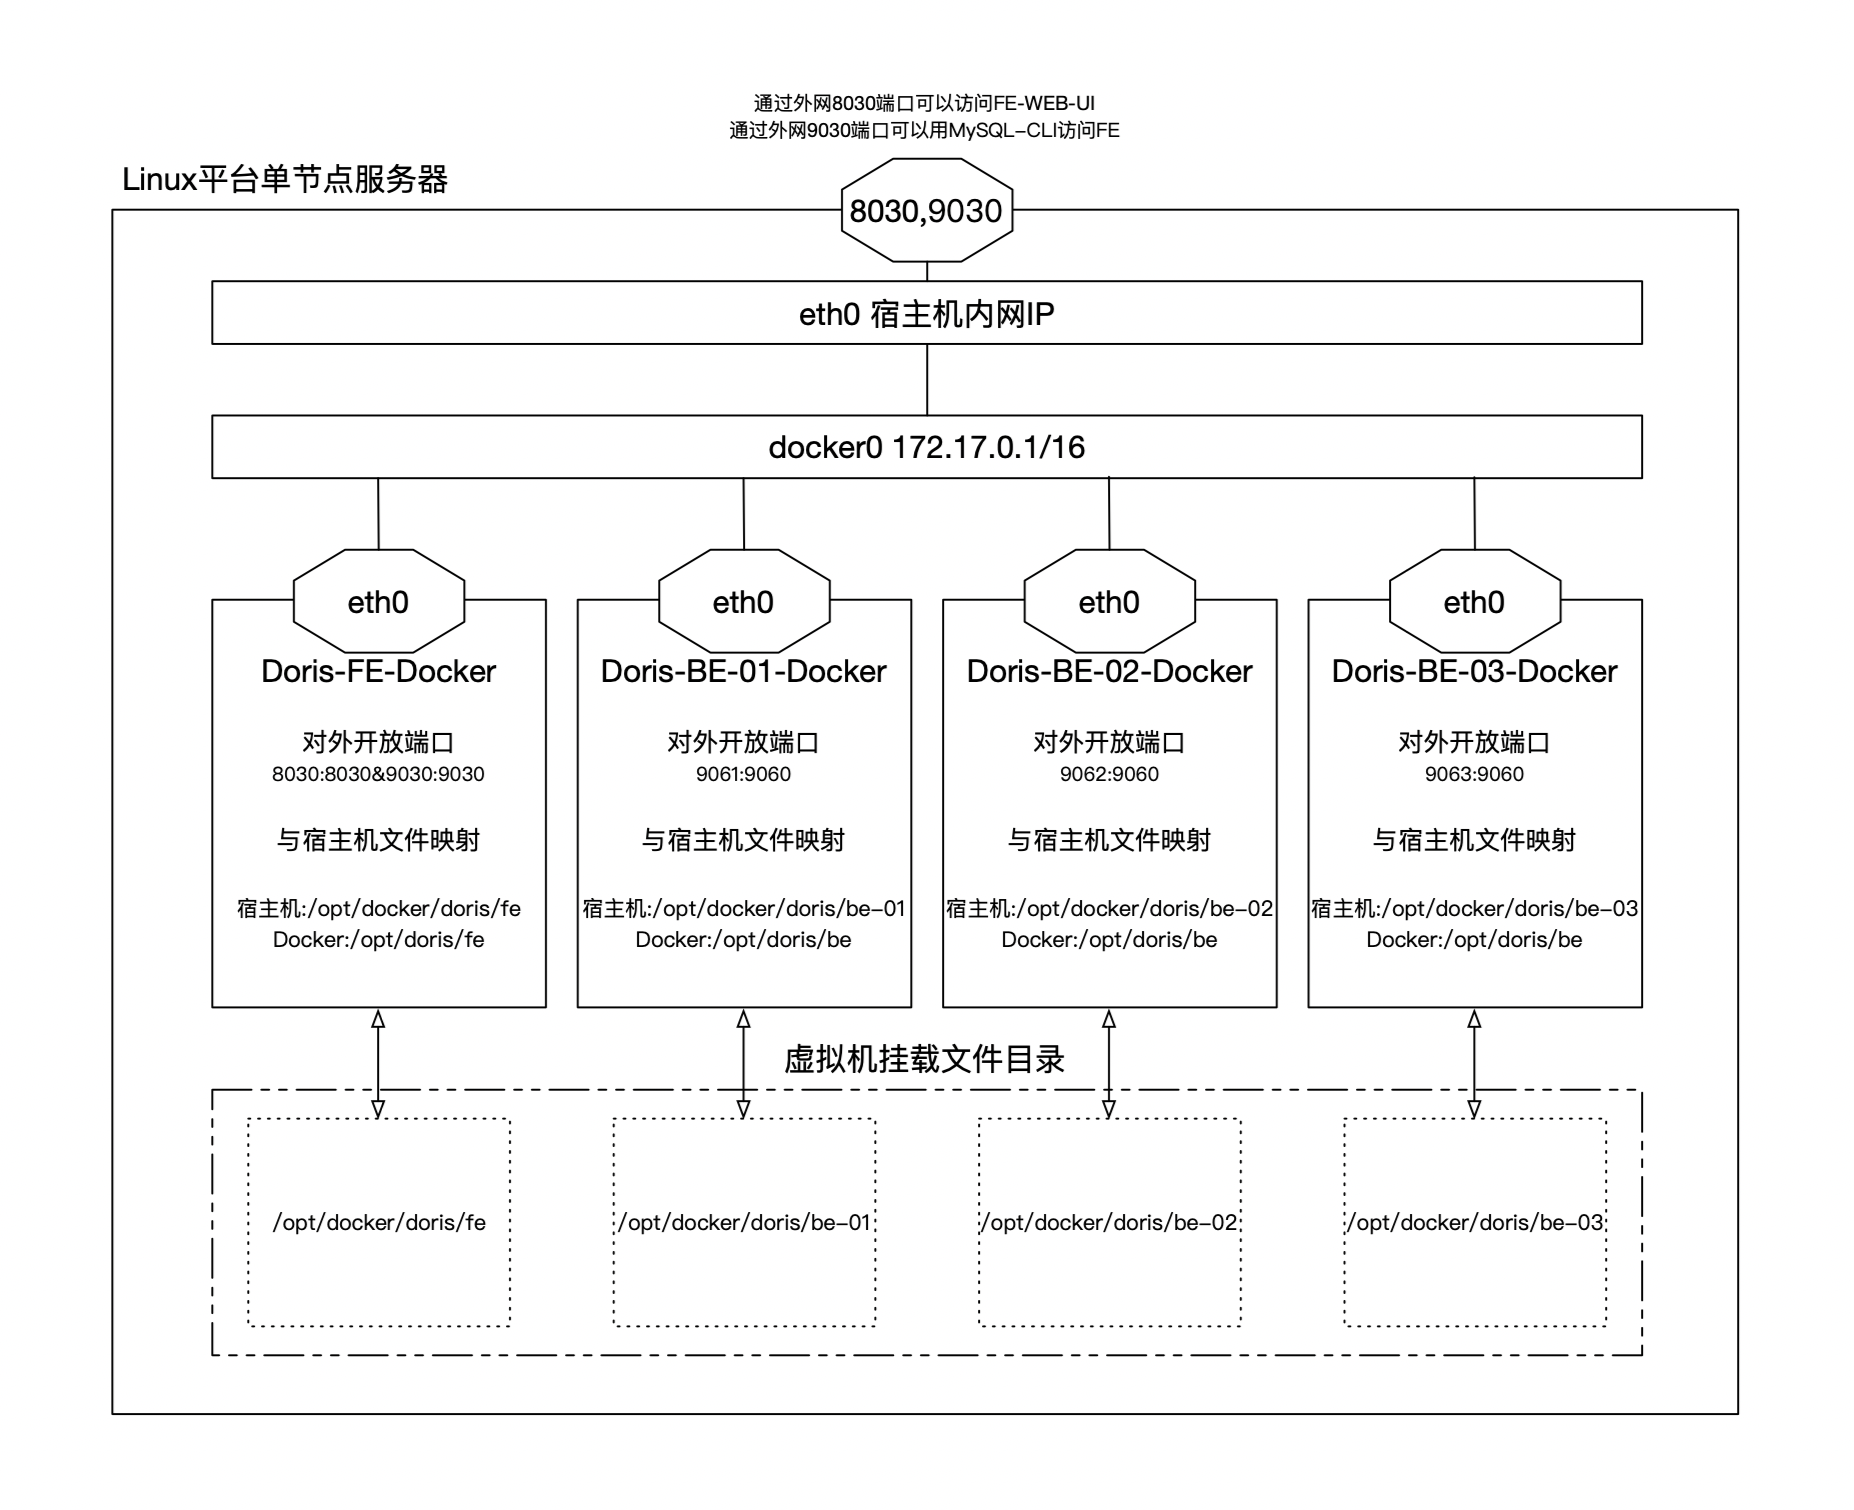 通过外网8030端口可以访问FE-WEB-UI
通过外网9030端口可以用MySQL-CLI访问FE
Linux平台单节点服务器
8030,9030
eth0 宿主机内网IP
docker0 172.17.0.1/16
eth0
Doris-FE-Docker
对外开放端口
8030:8030&9030:9030
与宿主机文件映射
宿主机:/opt/docker/doris/fe
Docker:/opt/doris/fe
eth0
Doris-BE-01-Docker
对外开放端口
9061:9060
与宿主机文件映射
宿主机:/opt/docker/doris/be-01
Docker:/opt/doris/be
eth0
Doris-BE-02-Docker
对外开放端口
9062:9060
与宿主机文件映射
宿主机:/opt/docker/doris/be-02
Docker:/opt/doris/be
eth0
Doris-BE-03-Docker
对外开放端口
9063:9060
与宿主机文件映射
宿主机:/opt/docker/doris/be-03
Docker:/opt/doris/be
虚拟机挂载文件目录
/opt/docker/doris/fe
/opt/docker/doris/be-01
/opt/docker/doris/be-02
/opt/docker/doris/be-03